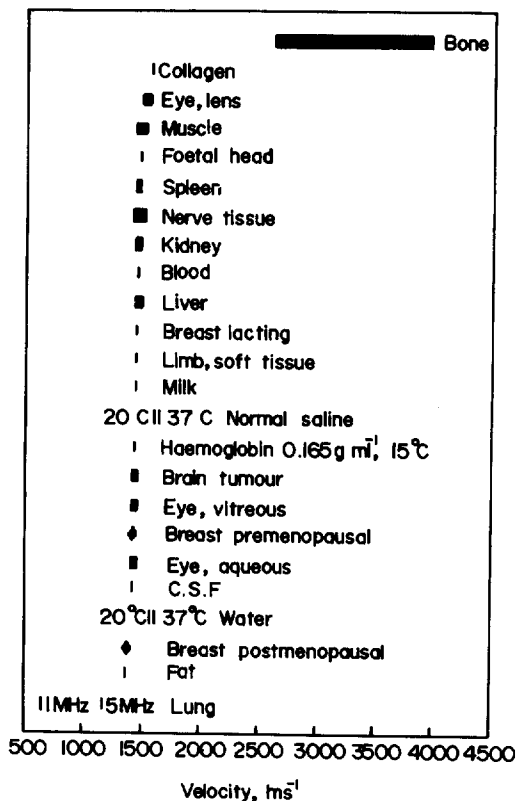 Bone
Collagen
Eye, lens
Muscle
Foetal head
Spleen
Nerve tissue
Kidney
Blood
Liver
Breast lacting
Limb, soft tissue
Milk
20 C 37 C Normal saline
Haemoglobin 0.165g ml⁻¹, 15°C
Brain tumour
Eye, vitreous
Breast premenopausal
Eye, aqueous
C.S.F
20°C 37°C Water
Breast postmenopausal
Fat
1MHz 5MHz Lung
500 1000 1500 2000 2500 3000 3500 4000 4500
Velocity, ms⁻¹